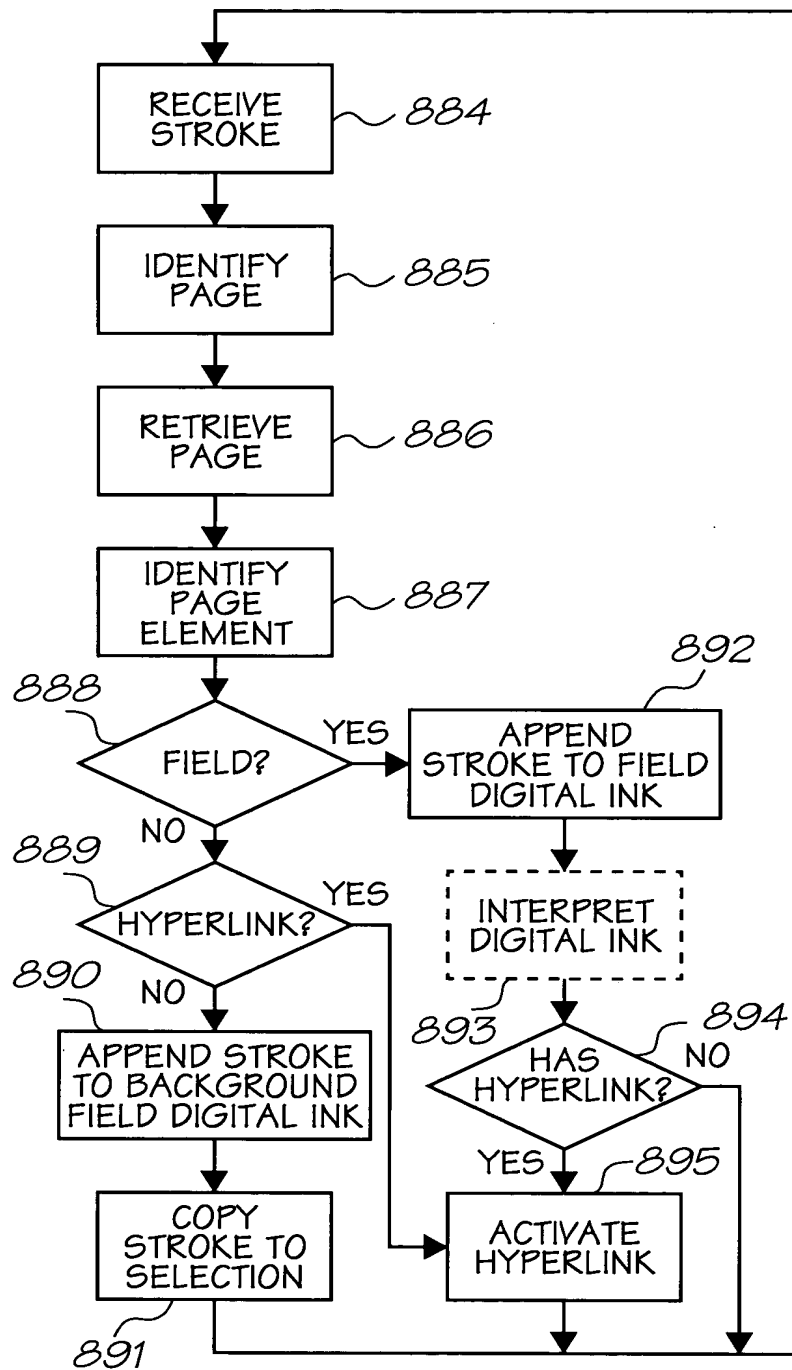 RECEIVE
STROKE
884
IDENTIFY
PAGE
885
RETRIEVE
PAGE
886
IDENTIFY
PAGE
ELEMENT
887
888
FIELD?
YES
NO
892
APPEND
STROKE TO FIELD
DIGITAL INK
889
HYPERLINK?
YES
NO
INTERPRET
DIGITAL INK
893
890
APPEND STROKE
TO BACKGROUND
FIELD DIGITAL INK
894
HAS
HYPERLINK?
NO
YES
895
COPY
STROKE TO
SELECTION
891
ACTIVATE
HYPERLINK